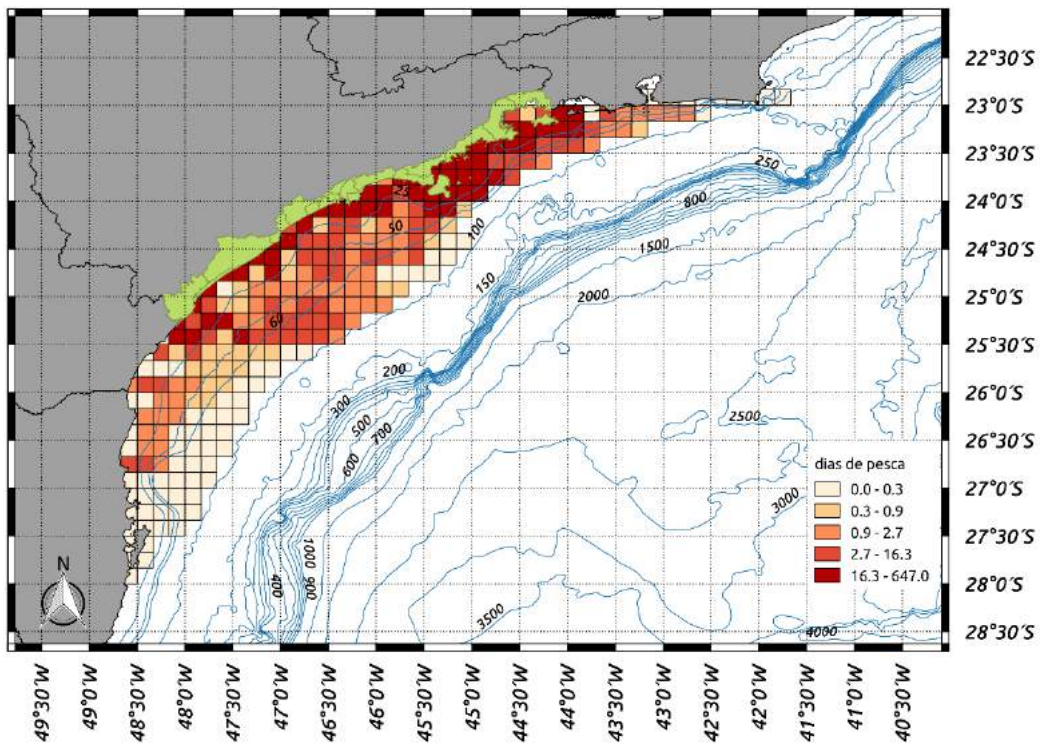 22°30′S
23°0′S
23°30′S
24°0′S
24°30′S
25°0′S
25°30′S
26°0′S
26°30′S
27°0′S
27°30′S
28°0′S
28°30′S
250
800
1500
2000
25
50
100
150
60
200
300
500
700
600
2500
3000
1000
900
400
3500
4000
dias de pesca
0.0 - 0.3
0.3 - 0.9
0.9 - 2.7
2.7 - 16.3
16.3 - 647.0
N
49°30′W
49°0′W
48°30′W
48°0′W
47°30′W
47°0′W
46°30′W
46°0′W
45°30′W
45°0′W
44°30′W
44°0′W
43°30′W
43°0′W
42°30′W
42°0′W
41°30′W
41°0′W
40°30′W